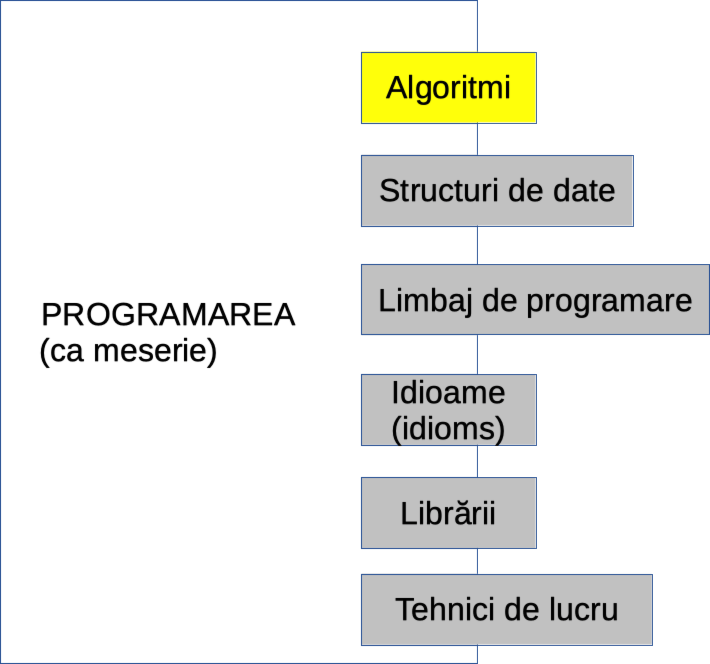 Algoritmi
Structuri de date
Limbaj de programare
PROGRAMAREA
(ca meserie)
Idioame
(idioms)
Librării
Tehnici de lucru